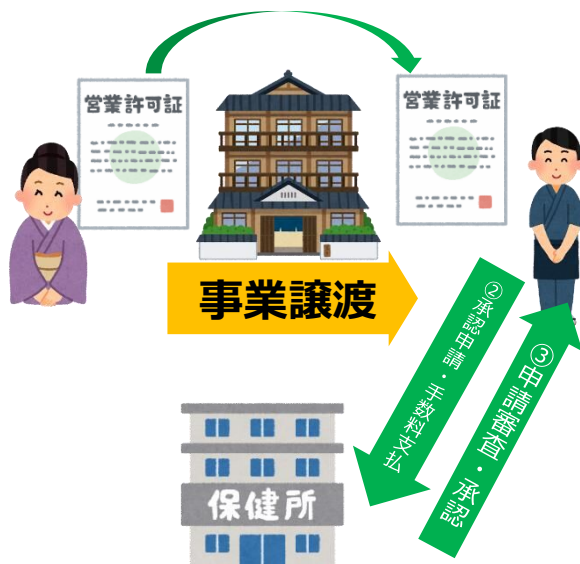 営業許可証
営業許可証
事業譲渡
②承認申請・手数料支払
③申請審査・承認
保健所